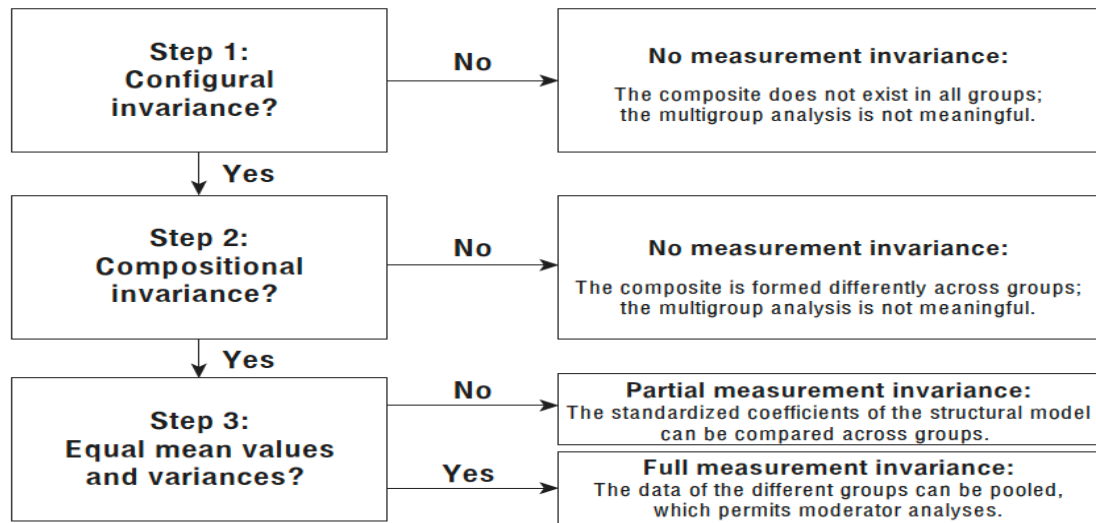 Step 1:
Configural
invariance?
No
No measurement invariance:
The composite does not exist in all groups;
the multigroup analysis is not meaningful.
Yes
Step 2:
Compositional
invariance?
No
No measurement invariance:
The composite is formed differently across groups;
the multigroup analysis is not meaningful.
Yes
Step 3:
Equal mean values
and variances?
No
Partial measurement invariance:
The standardized coefficients of the structural model
can be compared across groups.
Yes
Full measurement invariance:
The data of the different groups can be pooled,
which permits moderator analyses.